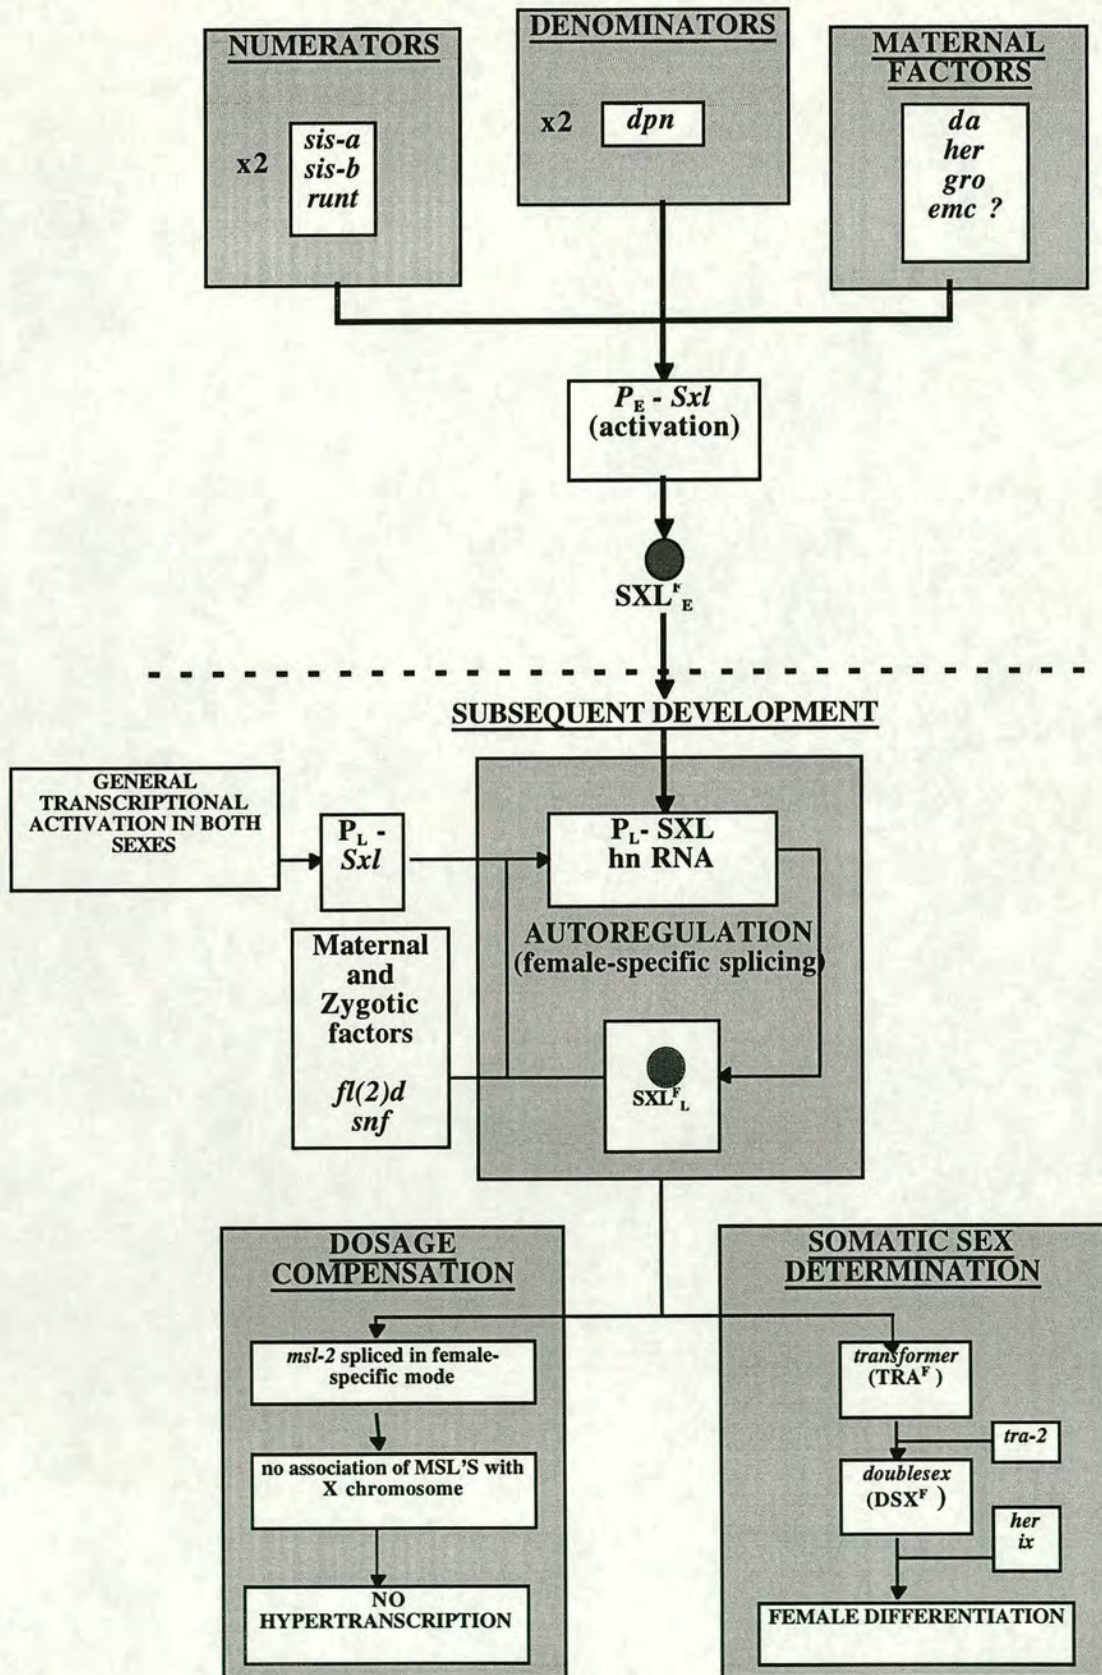 NUMERATORS
x2
sis-a
sis-b
runt
DENOMINATORS
x2
dpn
MATERNAL
FACTORS
da
her
gro
emc ?
P_E - Sxl
(activation)
SXL^F_E
SUBSEQUENT DEVELOPMENT
GENERAL
TRANSCRIPTIONAL
ACTIVATION IN BOTH
SEXES
P_L -
Sxl
P_L - SXL
hn RNA
AUTOREGULATION
(female-specific splicing)
Maternal
and
Zygotic
factors
fl(2)d
snf
SXL^F_L
DOSAGE
COMPENSATION
msl-2 spliced in female-
specific mode
no association of MSL'S with
X chromosome
NO
HYPERTRANSCRIPTION
SOMATIC SEX
DETERMINATION
transformer
(TRA^F )
tra-2
doublesex
(DSX^F )
her
ix
FEMALE DIFFERENTIATION